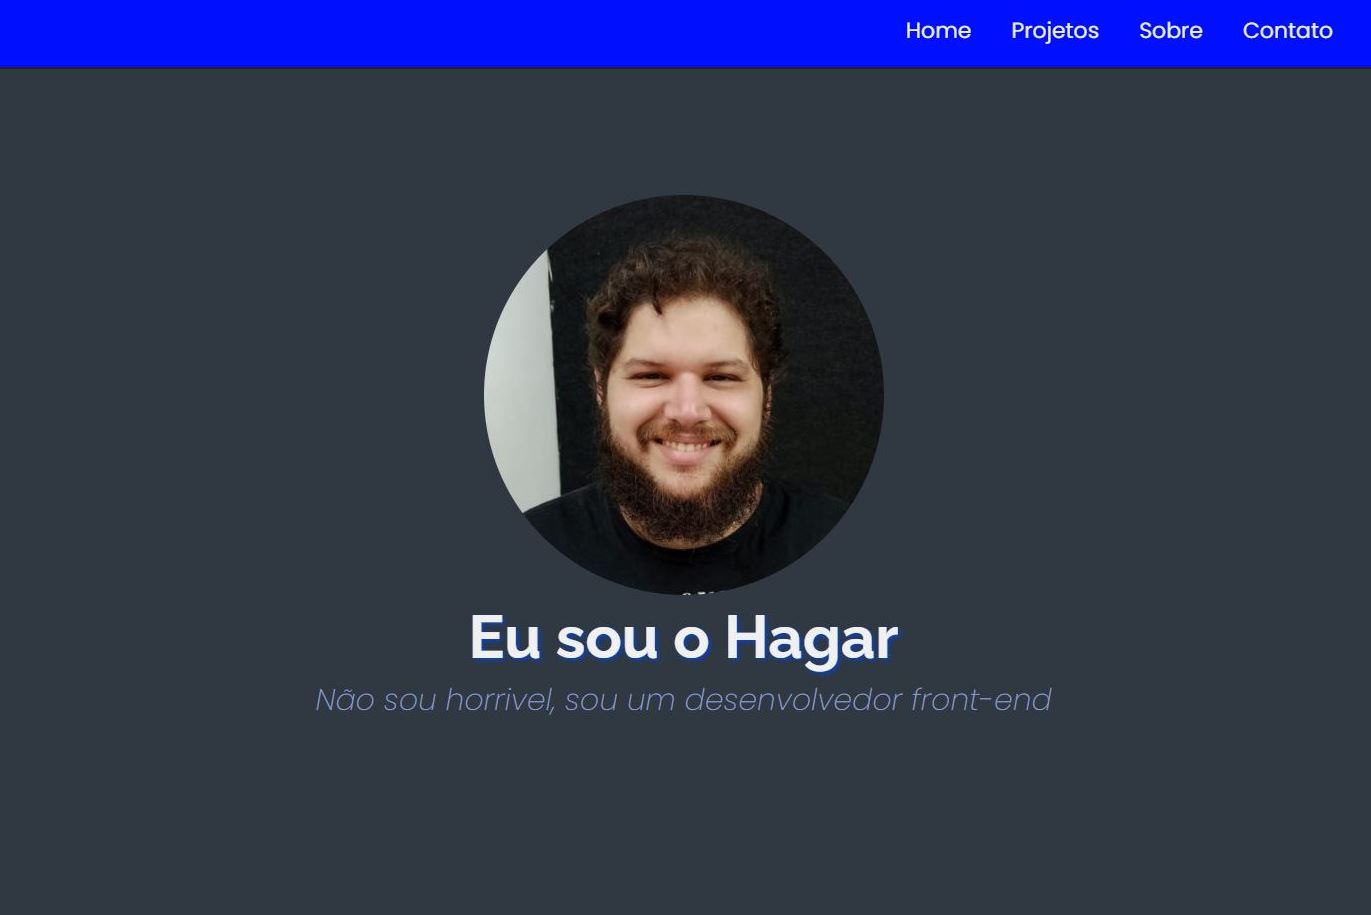 Home Projetos Sobre Contato
Eu sou o Hagar
Não sou horrivel, sou um desenvolvedor front-end